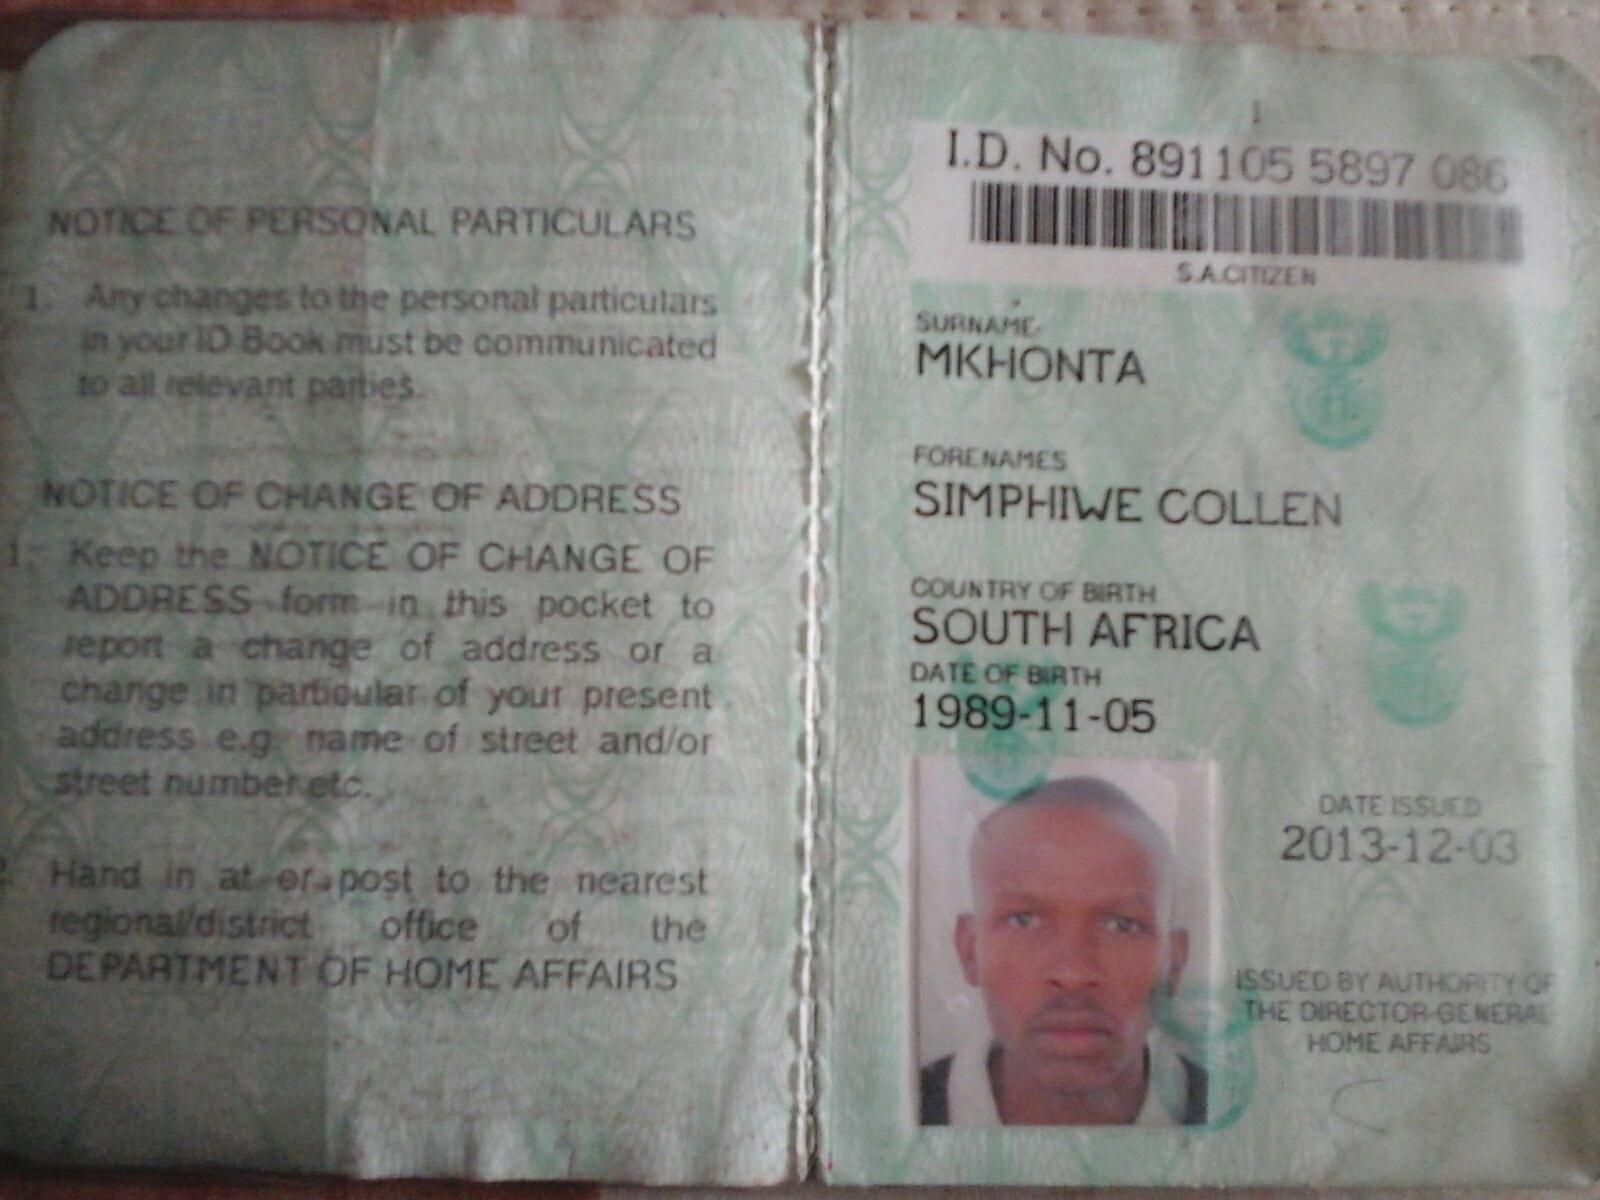 NOTICE OF PERSONAL PARTICULARS
1. Any changes to the personal particulars
in your ID Book must be communicated
to all relevant parties.
NOTICE OF CHANGE OF ADDRESS
1. Keep the NOTICE OF CHANGE OF
ADDRESS form in this pocket to
report a change of address or a
change in particular of your present
address e.g. name of street and/or
street number etc.
2 Hand in at or post to the nearest
regional/district office of the
DEPARTMENT OF HOME AFFAIRS
I.D. No. 891105 5897 086
S.A.CITIZEN
SURNAME
MKHONTA
FORENAMES
SIMPHIWE COLLEN
COUNTRY OF BIRTH
SOUTH AFRICA
DATE OF BIRTH
1989-11-05
DATE ISSUED
2013-12-03
ISSUED BY AUTHORITY OF
THE DIRECTOR-GENERAL
HOME AFFAIRS